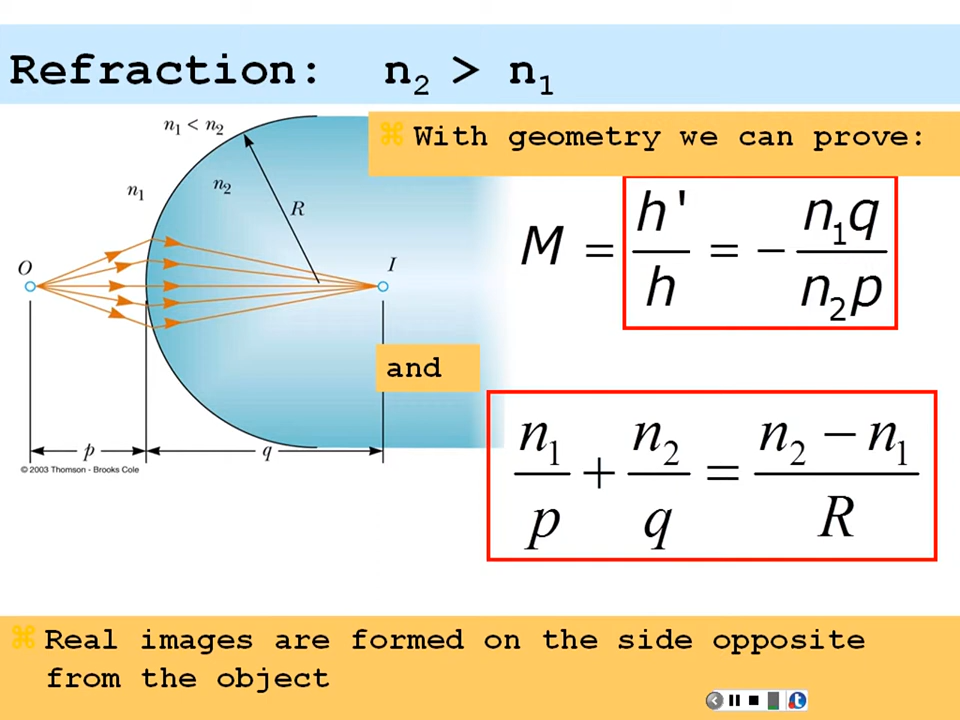 Refraction: n₂ > n₁
n₁ < n₂
⌘ With geometry we can prove:
n₁
n₂
R
M = h'/h = − n₁q/n₂p
O
I
and
n₁/p + n₂/q = (n₂ − n₁)/R
p
q
© 2003 Thomson - Brooks Cole
⌘ Real images are formed on the side opposite
from the object